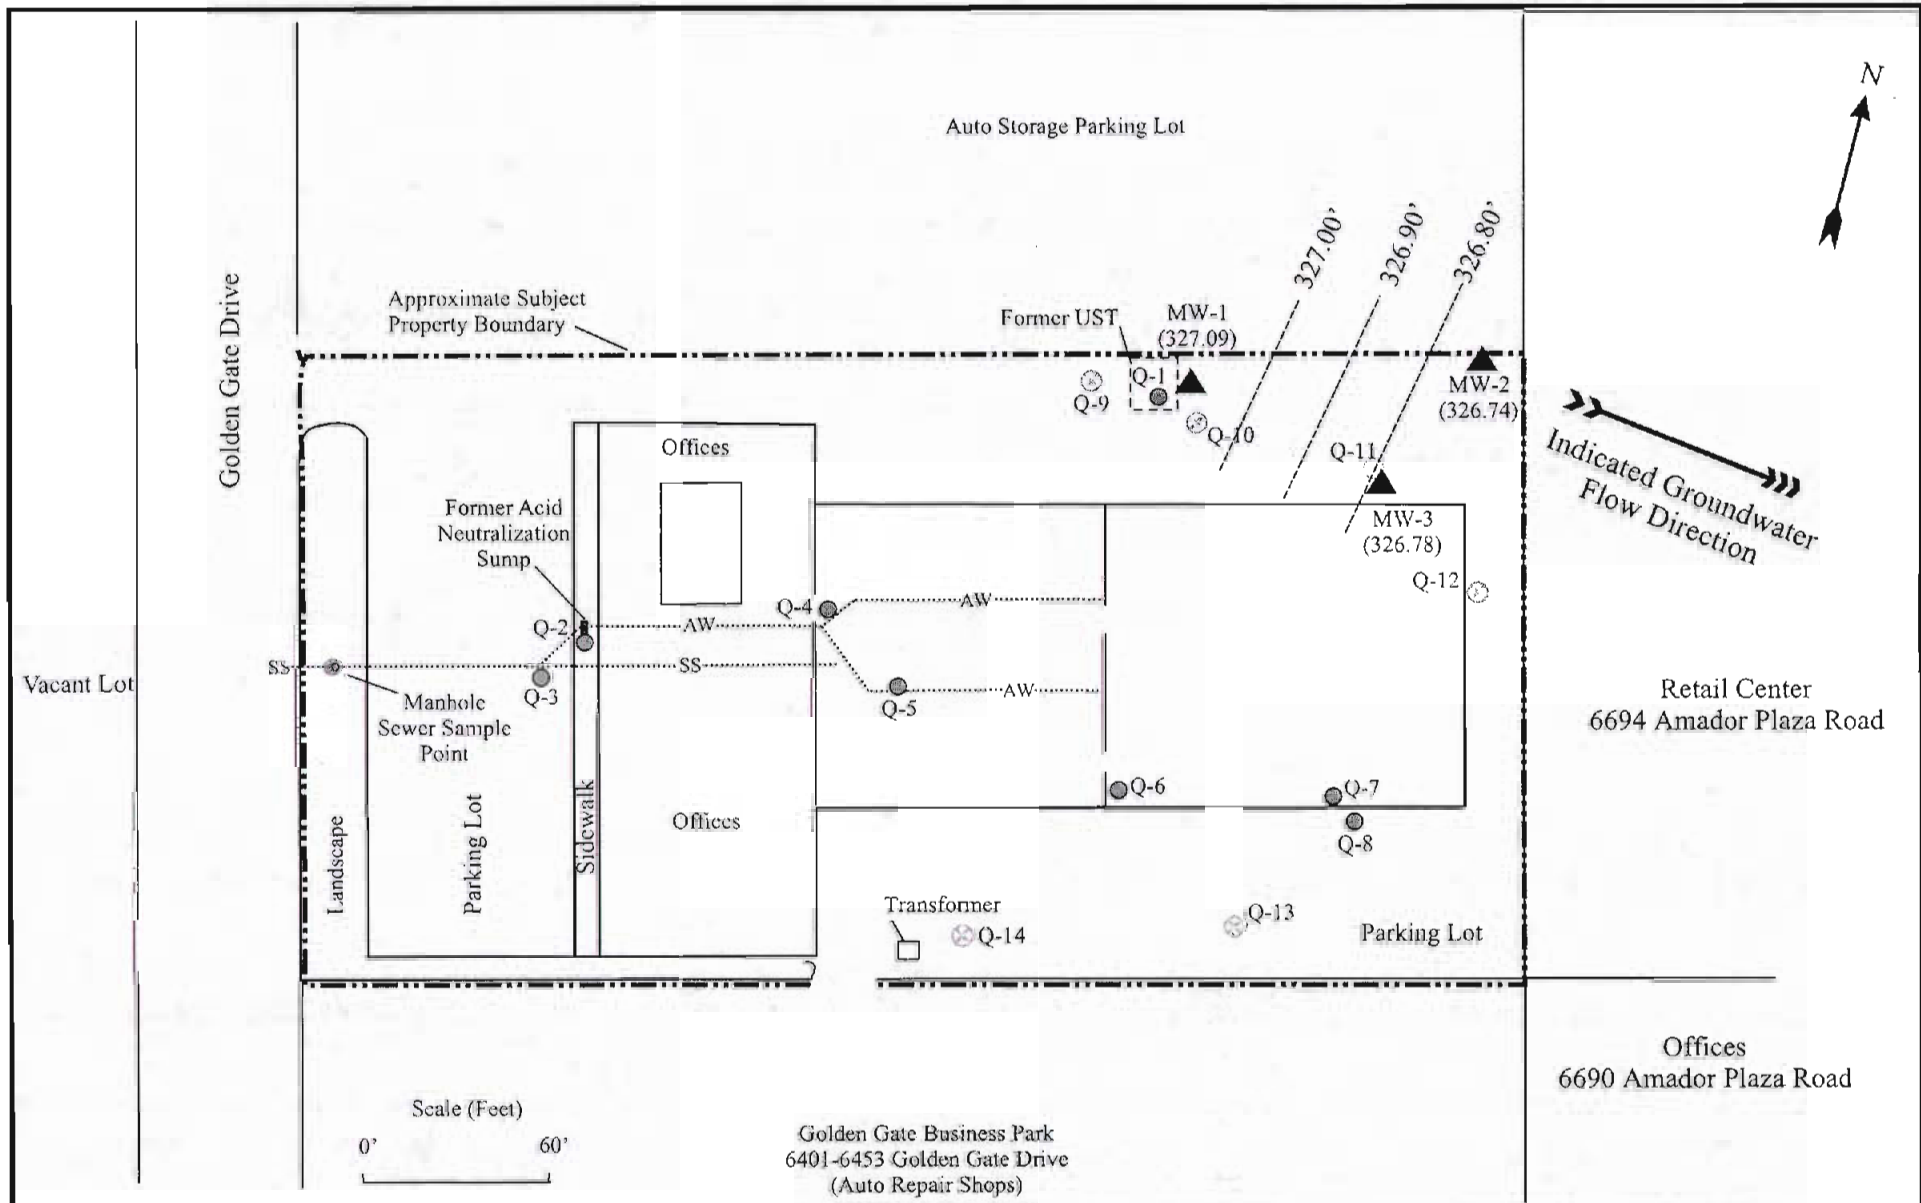 N
Auto Storage Parking Lot
327.00'
326.90'
326.80'
Golden Gate Drive
Approximate Subject
Property Boundary
Former UST
MW-1
(327.09)
Q-1
Q-9
Q-10
MW-2
(326.74)
Q-11
MW-3
(326.78)
Indicated Groundwater
Flow Direction
Offices
Former Acid
Neutralization
Sump
Q-12
Q-4
AW
Q-2
AW
SS
SS
Vacant Lot
Q-3
Manhole
Sewer Sample
Point
Q-5
AW
Retail Center
6694 Amador Plaza Road
Q-6
Q-7
Q-8
Landscape
Parking Lot
Sidewalk
Offices
Transformer
Q-14
Q-13
Parking Lot
Offices
6690 Amador Plaza Road
Scale (Feet)
0'
60'
Golden Gate Business Park
6401-6453 Golden Gate Drive
(Auto Repair Shops)